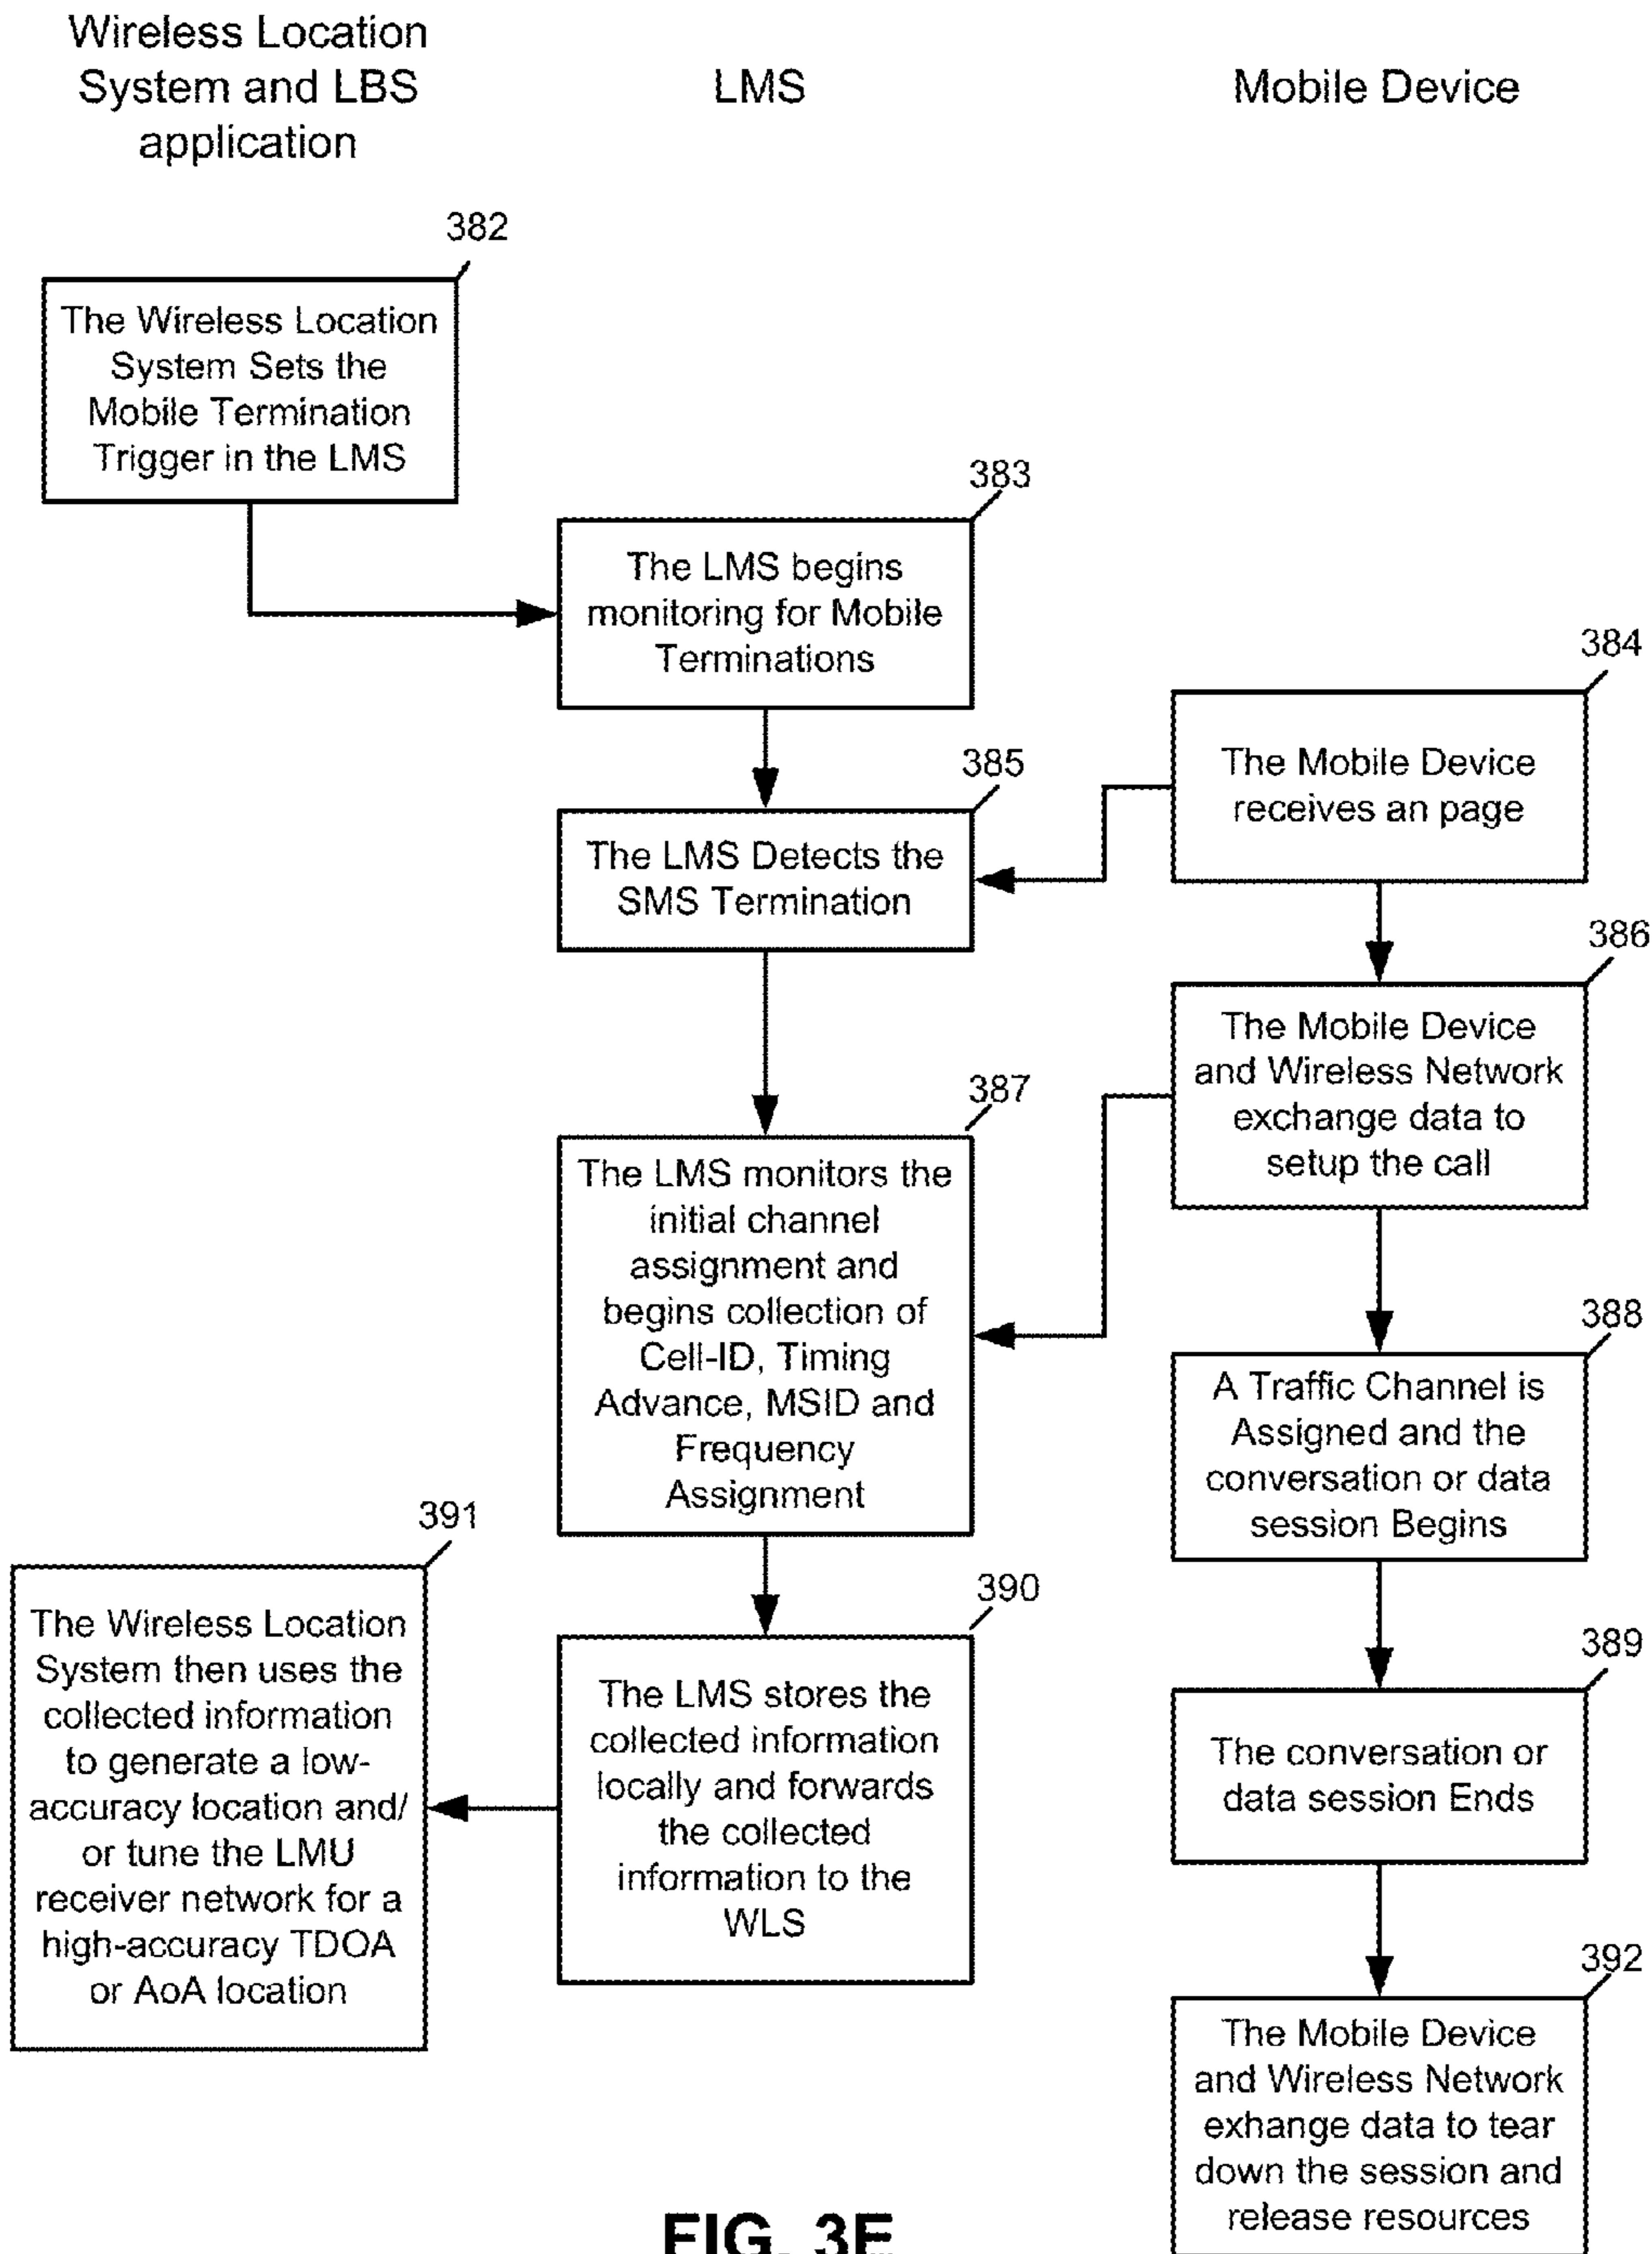 Wireless Location
System and LBS
application
LMS
Mobile Device
382
The Wireless Location
System Sets the
Mobile Termination
Trigger in the LMS
383
The LMS begins
monitoring for Mobile
Terminations
384
The Mobile Device
receives an page
385
The LMS Detects the
SMS Termination
386
The Mobile Device
and Wireless Network
exchange data to
setup the call
387
The LMS monitors the
initial channel
assignment and
begins collection of
Cell-ID, Timing
Advance, MSID and
Frequency
Assignment
388
A Traffic Channel is
Assigned and the
conversation or data
session Begins
389
The conversation or
data session Ends
390
The LMS stores the
collected information
locally and forwards
the collected
information to the
WLS
391
The Wireless Location
System then uses the
collected information
to generate a low-
accuracy location and/
or tune the LMU
receiver network for a
high-accuracy TDOA
or AoA location
392
The Mobile Device
and Wireless Network
exhange data to tear
down the session and
release resources
FIG. 3E